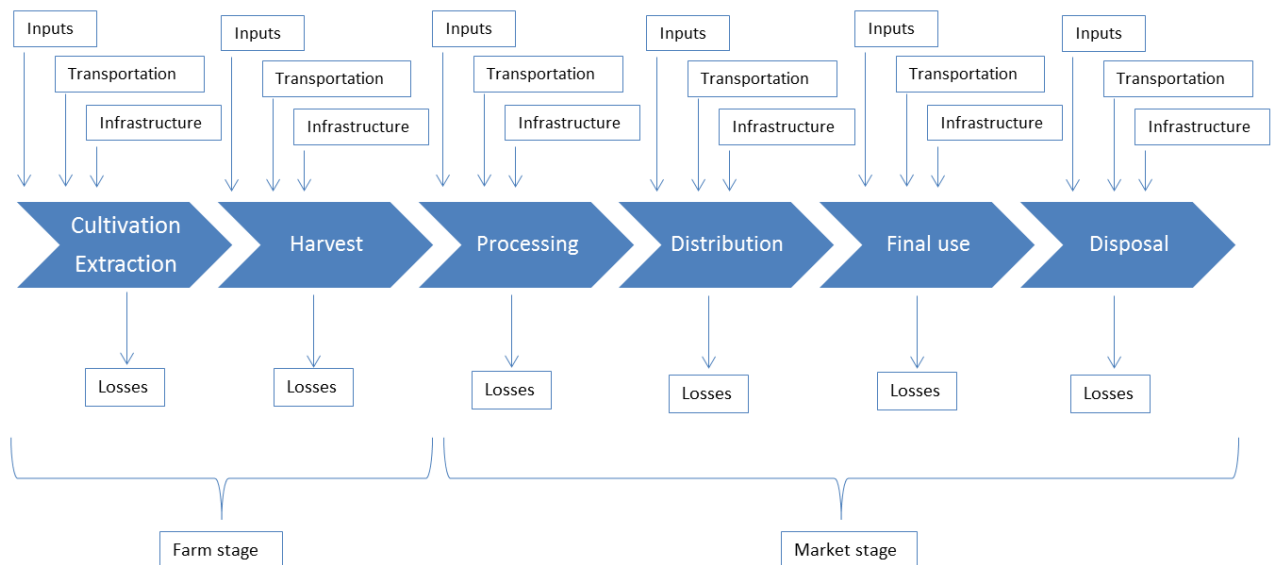 Inputs
Transportation
Infrastructure
Inputs
Transportation
Infrastructure
Inputs
Transportation
Infrastructure
Inputs
Transportation
Infrastructure
Inputs
Transportation
Infrastructure
Inputs
Transportation
Infrastructure
Cultivation
Extraction
Harvest
Processing
Distribution
Final use
Disposal
Losses
Losses
Losses
Losses
Losses
Losses
Farm stage
Market stage